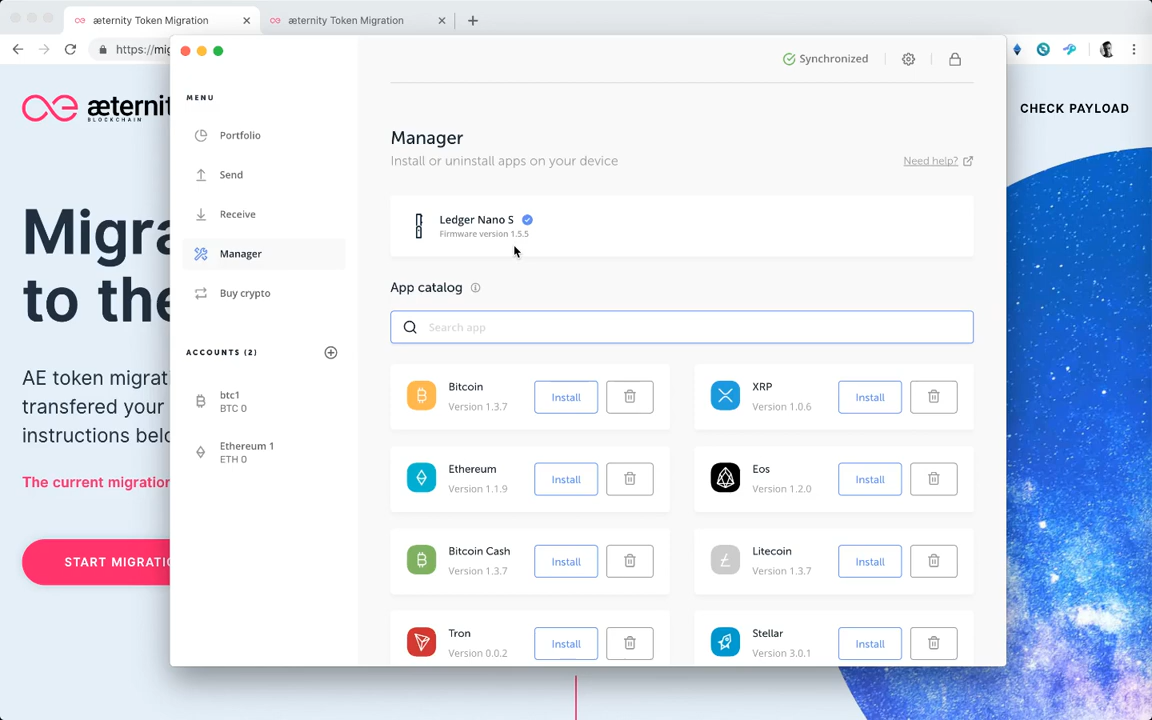 æternity Token Migration
æternity Token Migration
https://mig
æternit
BLOCKCHAIN
CHECK PAYLOAD
Migra
to the
AE token migrat
transfered your
instructions belo
The current migration
START MIGRATIO
MENU
Portfolio
Send
Receive
Manager
Buy crypto
ACCOUNTS (2)
btc1
BTC 0
Ethereum 1
ETH 0
Synchronized
Manager
Install or uninstall apps on your device
Need help?
Ledger Nano S
Firmware version 1.5.5
App catalog
Search app
Bitcoin
Version 1.3.7
Install
XRP
Version 1.0.6
Install
Ethereum
Version 1.1.9
Install
Eos
Version 1.2.0
Install
Bitcoin Cash
Version 1.3.7
Install
Litecoin
Version 1.3.7
Install
Tron
Version 0.0.2
Install
Stellar
Version 3.0.1
Install